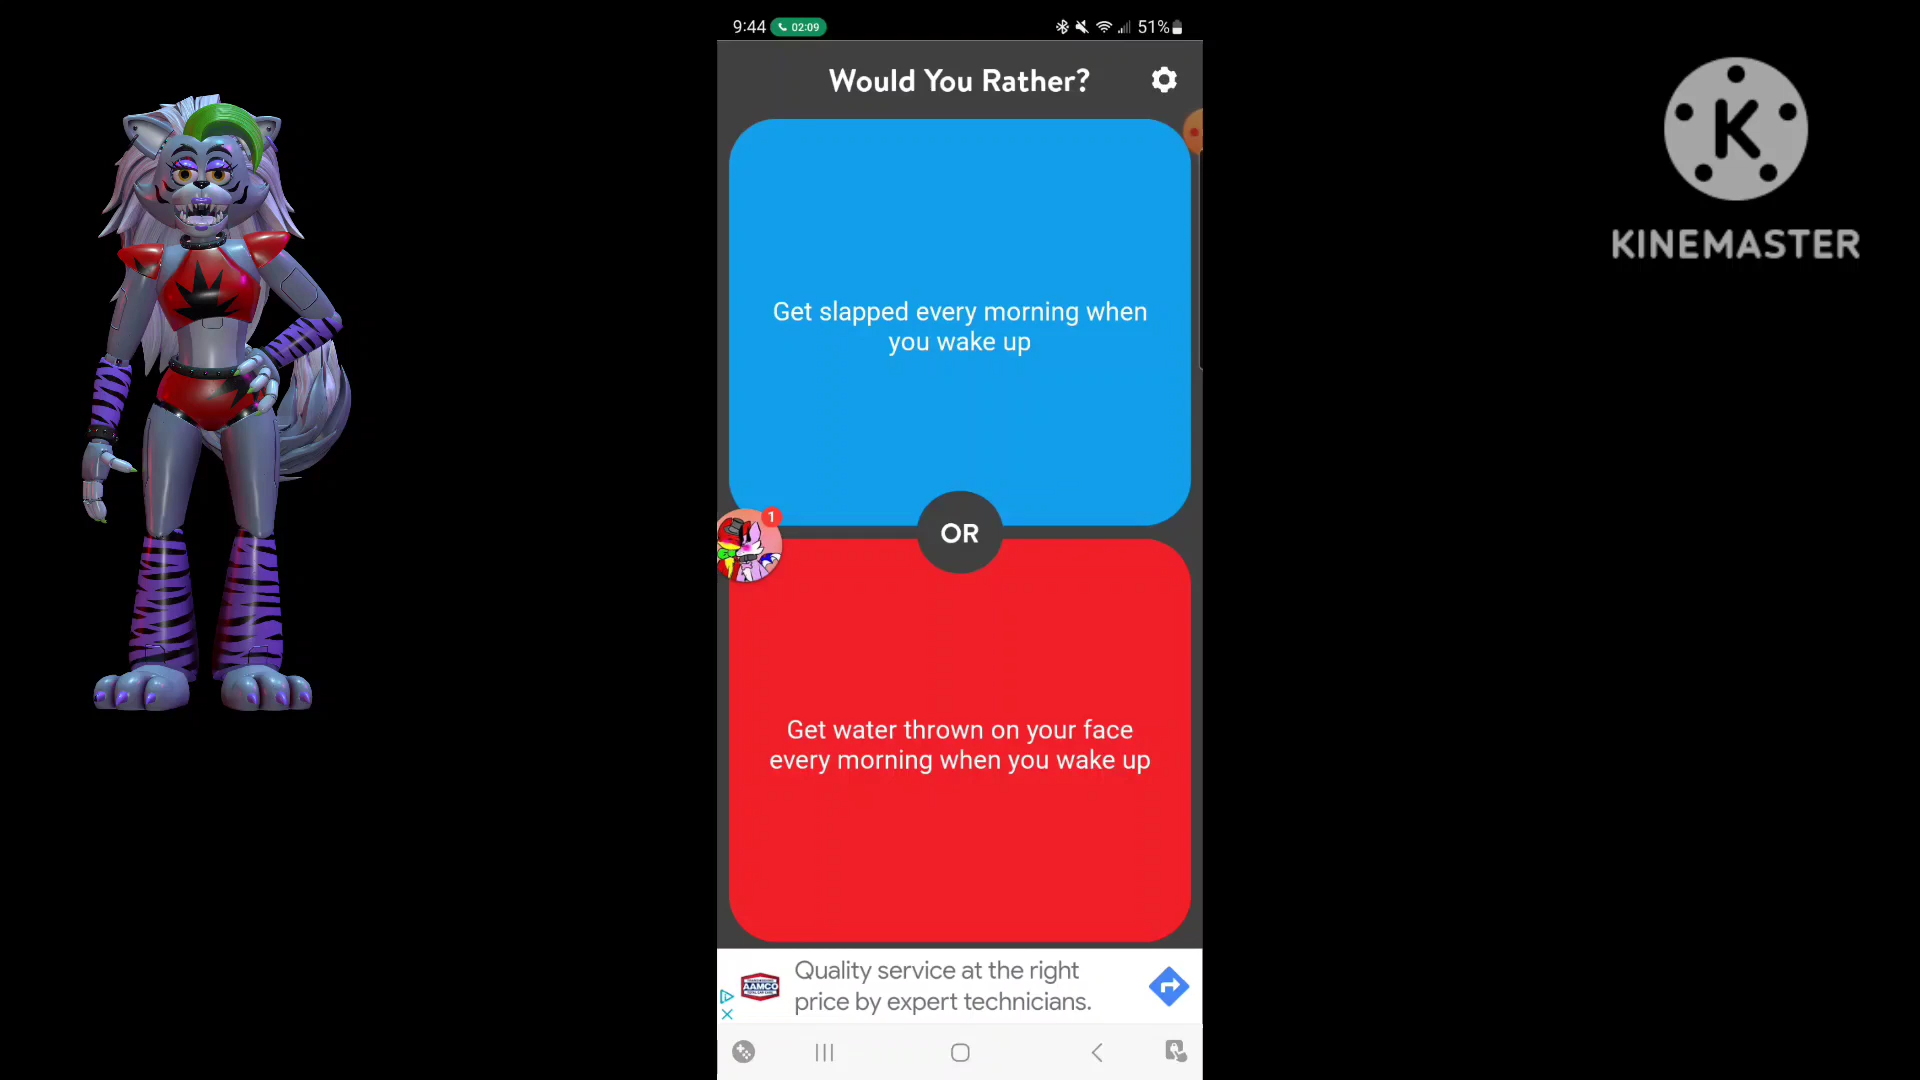 9:44 02:09 51%
Would You Rather?
Get slapped every morning when
you wake up
1
OR
Get water thrown on your face
every morning when you wake up
AAMCO
Quality service at the right
price by expert technicians.
K
KINEMASTER